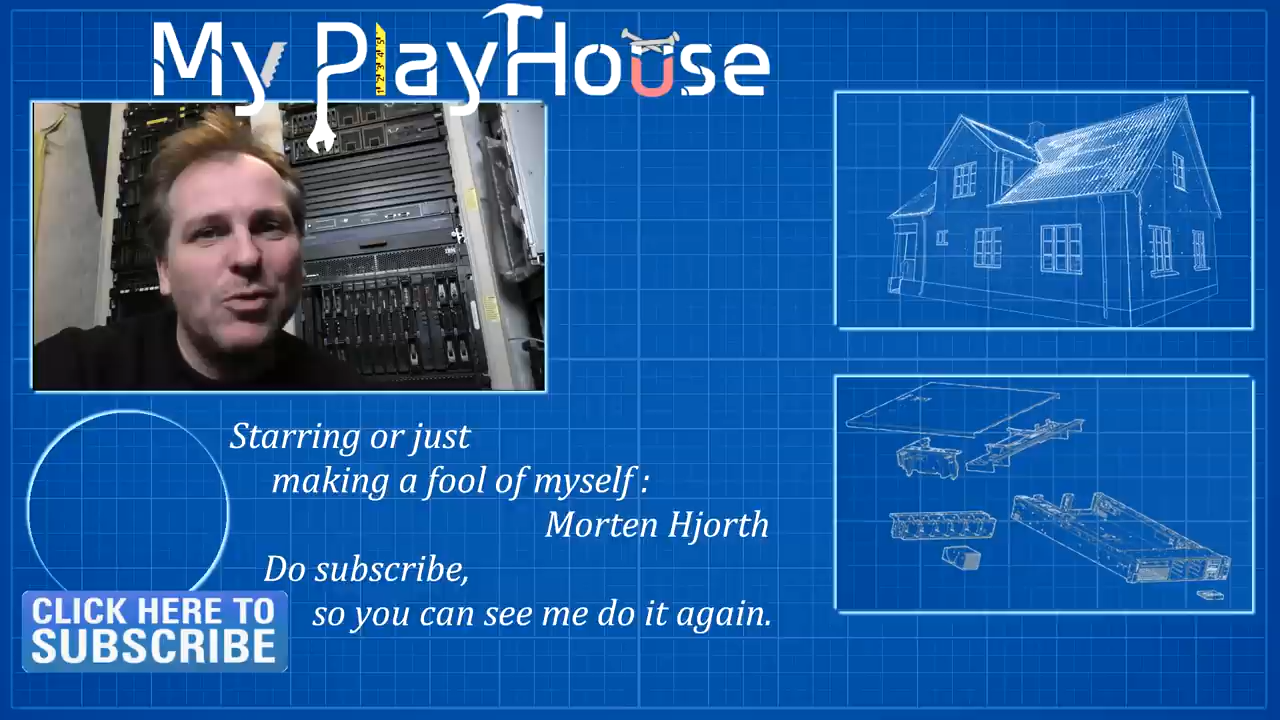 My PlayHouse
Starring or just
making a fool of myself :
Morten Hjorth
Do subscribe,
so you can see me do it again.
CLICK HERE TO
SUBSCRIBE